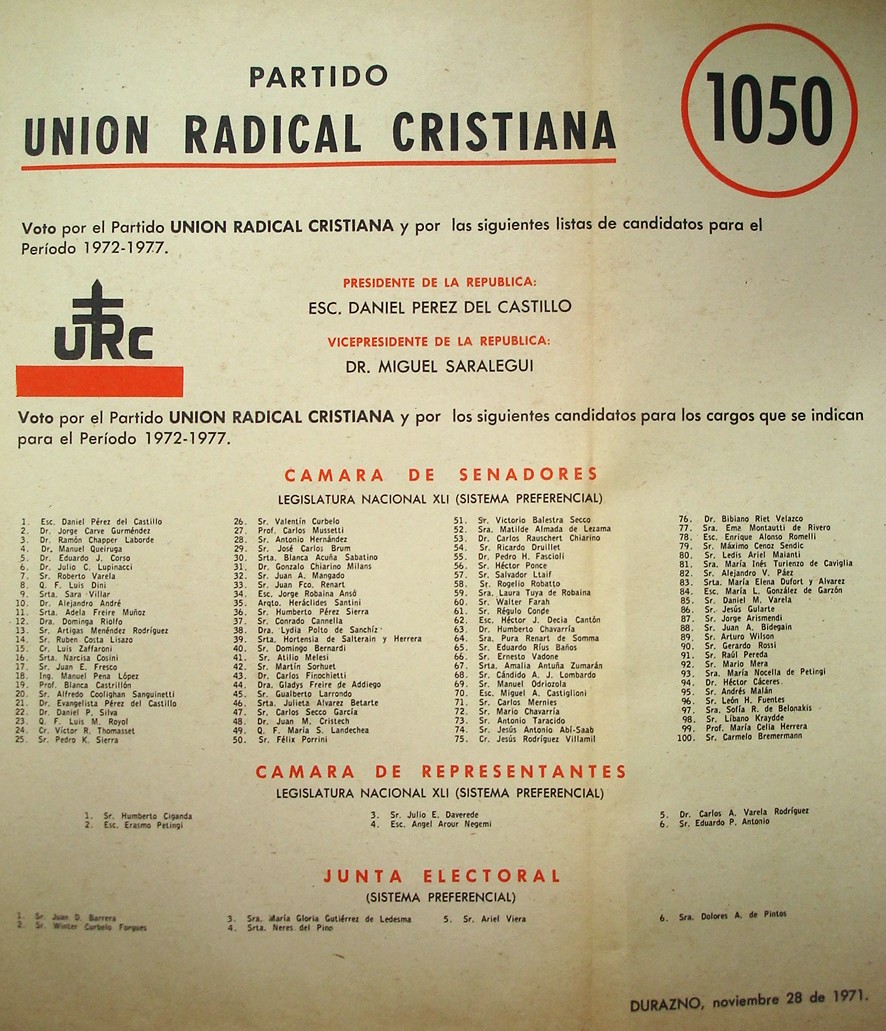 PARTIDO
UNION RADICAL CRISTIANA
1050
Voto por el Partido UNION RADICAL CRISTIANA y por las siguientes listas de candidatos para el
Período 1972-1977.
URC
PRESIDENTE DE LA REPUBLICA:
ESC. DANIEL PEREZ DEL CASTILLO
VICEPRESIDENTE DE LA REPUBLICA:
DR. MIGUEL SARALEGUI
Voto por el Partido UNION RADICAL CRISTIANA y por los siguientes candidatos para los cargos que se indican
para el Período 1972-1977.
CAMARA DE SENADORES
LEGISLATURA NACIONAL XLI (SISTEMA PREFERENCIAL)
1. Esc. Daniel Pérez del Castillo
2. Dr. Jorge Carve Gurméndez
3. Dr. Ramón Chapper Laborde
4. Dr. Manuel Queiruga
5. Dr. Eduardo J. Corso
6. Dr. Julio C. Lupinacci
7. Sr. Roberto Varela
8. Q. F. Luis Dini
9. Srta. Sara Villar
10. Dr. Alejandro André
11. Srta. Adela Freire Muñoz
12. Dra. Dominga Riolfo
13. Sr. Artigas Menéndez Rodríguez
14. Sr. Ruben Costa Lisazo
15. Cr. Luis Zaffaroni
16. Srta. Narcisa Cosini
17. Sr. Juan E. Fresco
18. Ing. Manuel Pena López
19. Prof. Blanca Castrillón
20. Sr. Alfredo Coolighan Sanguinetti
21. Dr. Evangelista Pérez del Castillo
22. Dr. Daniel P. Silva
23. Q. F. Luis M. Royol
24. Cr. Víctor R. Thomasset
25. Sr. Pedro K. Sierra
26. Sr. Valentín Curbelo
27. Prof. Carlos Mussetti
28. Sr. Antonio Hernández
29. Sr. José Carlos Brum
30. Srta. Blanca Acuña Sabatino
31. Dr. Gonzalo Chiarino Milans
32. Sr. Juan A. Mangado
33. Sr. Juan Fco. Renart
34. Esc. Jorge Robaina Ansó
35. Arqto. Heráclides Santini
36. Sr. Humberto Pérez Sierra
37. Sr. Conrado Cannella
38. Dra. Lydia Polto de Sanchiz
39. Srta. Hortensia de Salterain y Herrera
40. Sr. Domingo Bernardi
41. Sr. Atilio Melesi
42. Sr. Martín Sorhuet
43. Dr. Carlos Finochietti
44. Dra. Gladys Freire de Addiego
45. Sr. Gualberto Larrondo
46. Srta. Julieta Alvarez Betarte
47. Sr. Carlos Secco García
48. Dr. Juan M. Cristech
49. Q. F. María S. Landechea
50. Sr. Félix Porrini
51. Sr. Victorio Balestra Secco
52. Sra. Matilde Almada de Lezama
53. Dr. Carlos Rauschert Chiarino
54. Sr. Ricardo Druillet
55. Dr. Pedro H. Fascioli
56. Sr. Héctor Ponce
57. Sr. Salvador Ltaif
58. Sr. Rogelio Robatto
59. Sra. Laura Tuya de Robaina
60. Sr. Walter Farah
61. Sr. Régulo Conde
62. Esc. Héctor J. Decia Cantón
63. Dr. Humberto Chavarría
64. Sra. Pura Renart de Somma
65. Sr. Eduardo Ríus Baños
66. Sr. Ernesto Vadone
67. Srta. Amalia Antuña Zumarán
68. Sr. Cándido A. J. Lombardo
69. Sr. Manuel Odriozola
70. Esc. Miguel A. Castiglioni
71. Sr. Carlos Mernies
72. Sr. Mario Chavarría
73. Sr. Antonio Taracido
74. Sr. Jesús Antonio Abí-Saab
75. Cr. Jesús Rodríguez Villamil
76. Dr. Bibiano Riet Velazco
77. Sra. Ema Montautti de Rivero
78. Esc. Enrique Alonso Romelli
79. Sr. Máximo Cenoz Sendic
80. Sr. Ledis Ariel Maianti
81. Sra. María Inés Turienzo de Caviglia
82. Sr. Alejandro V. Páez
83. Srta. María Elena Dufort y Alvarez
84. Esc. María L. González de Garzón
85. Sr. Daniel M. Varela
86. Sr. Jesús Gularte
87. Sr. Jorge Arismendi
88. Sr. Juan A. Bidegain
89. Sr. Arturo Wilson
90. Sr. Gerardo Rossi
91. Sr. Raúl Pereda
92. Sr. Mario Mera
93. Sra. María Nocella de Petingi
94. Dr. Héctor Cáceres
95. Sr. Andrés Malán
96. Sr. León H. Fuentes
97. Sra. Sofía R. de Belonakis
98. Sr. Líbano Kraydde
99. Prof. María Celia Herrera
100. Sr. Carmelo Bremermann
CAMARA DE REPRESENTANTES
LEGISLATURA NACIONAL XLI (SISTEMA PREFERENCIAL)
1. Sr. Humberto Ciganda
2. Esc. Erasmo Petingi
3. Sr. Julio E. Daverede
4. Esc. Angel Arour Negemi
5. Dr. Carlos A. Varela Rodríguez
6. Sr. Eduardo P. Antonio
JUNTA ELECTORAL
(SISTEMA PREFERENCIAL)
1. Sr. Juan D. Barrera
2. Sr. Winter Curbelo Forgues
3. Sra. María Gloria Gutiérrez de Ledesma
4. Srta. Neres del Pino
5. Sr. Ariel Viera
6. Sra. Dolores A. de Pintos
DURAZNO, noviembre 28 de 1971.